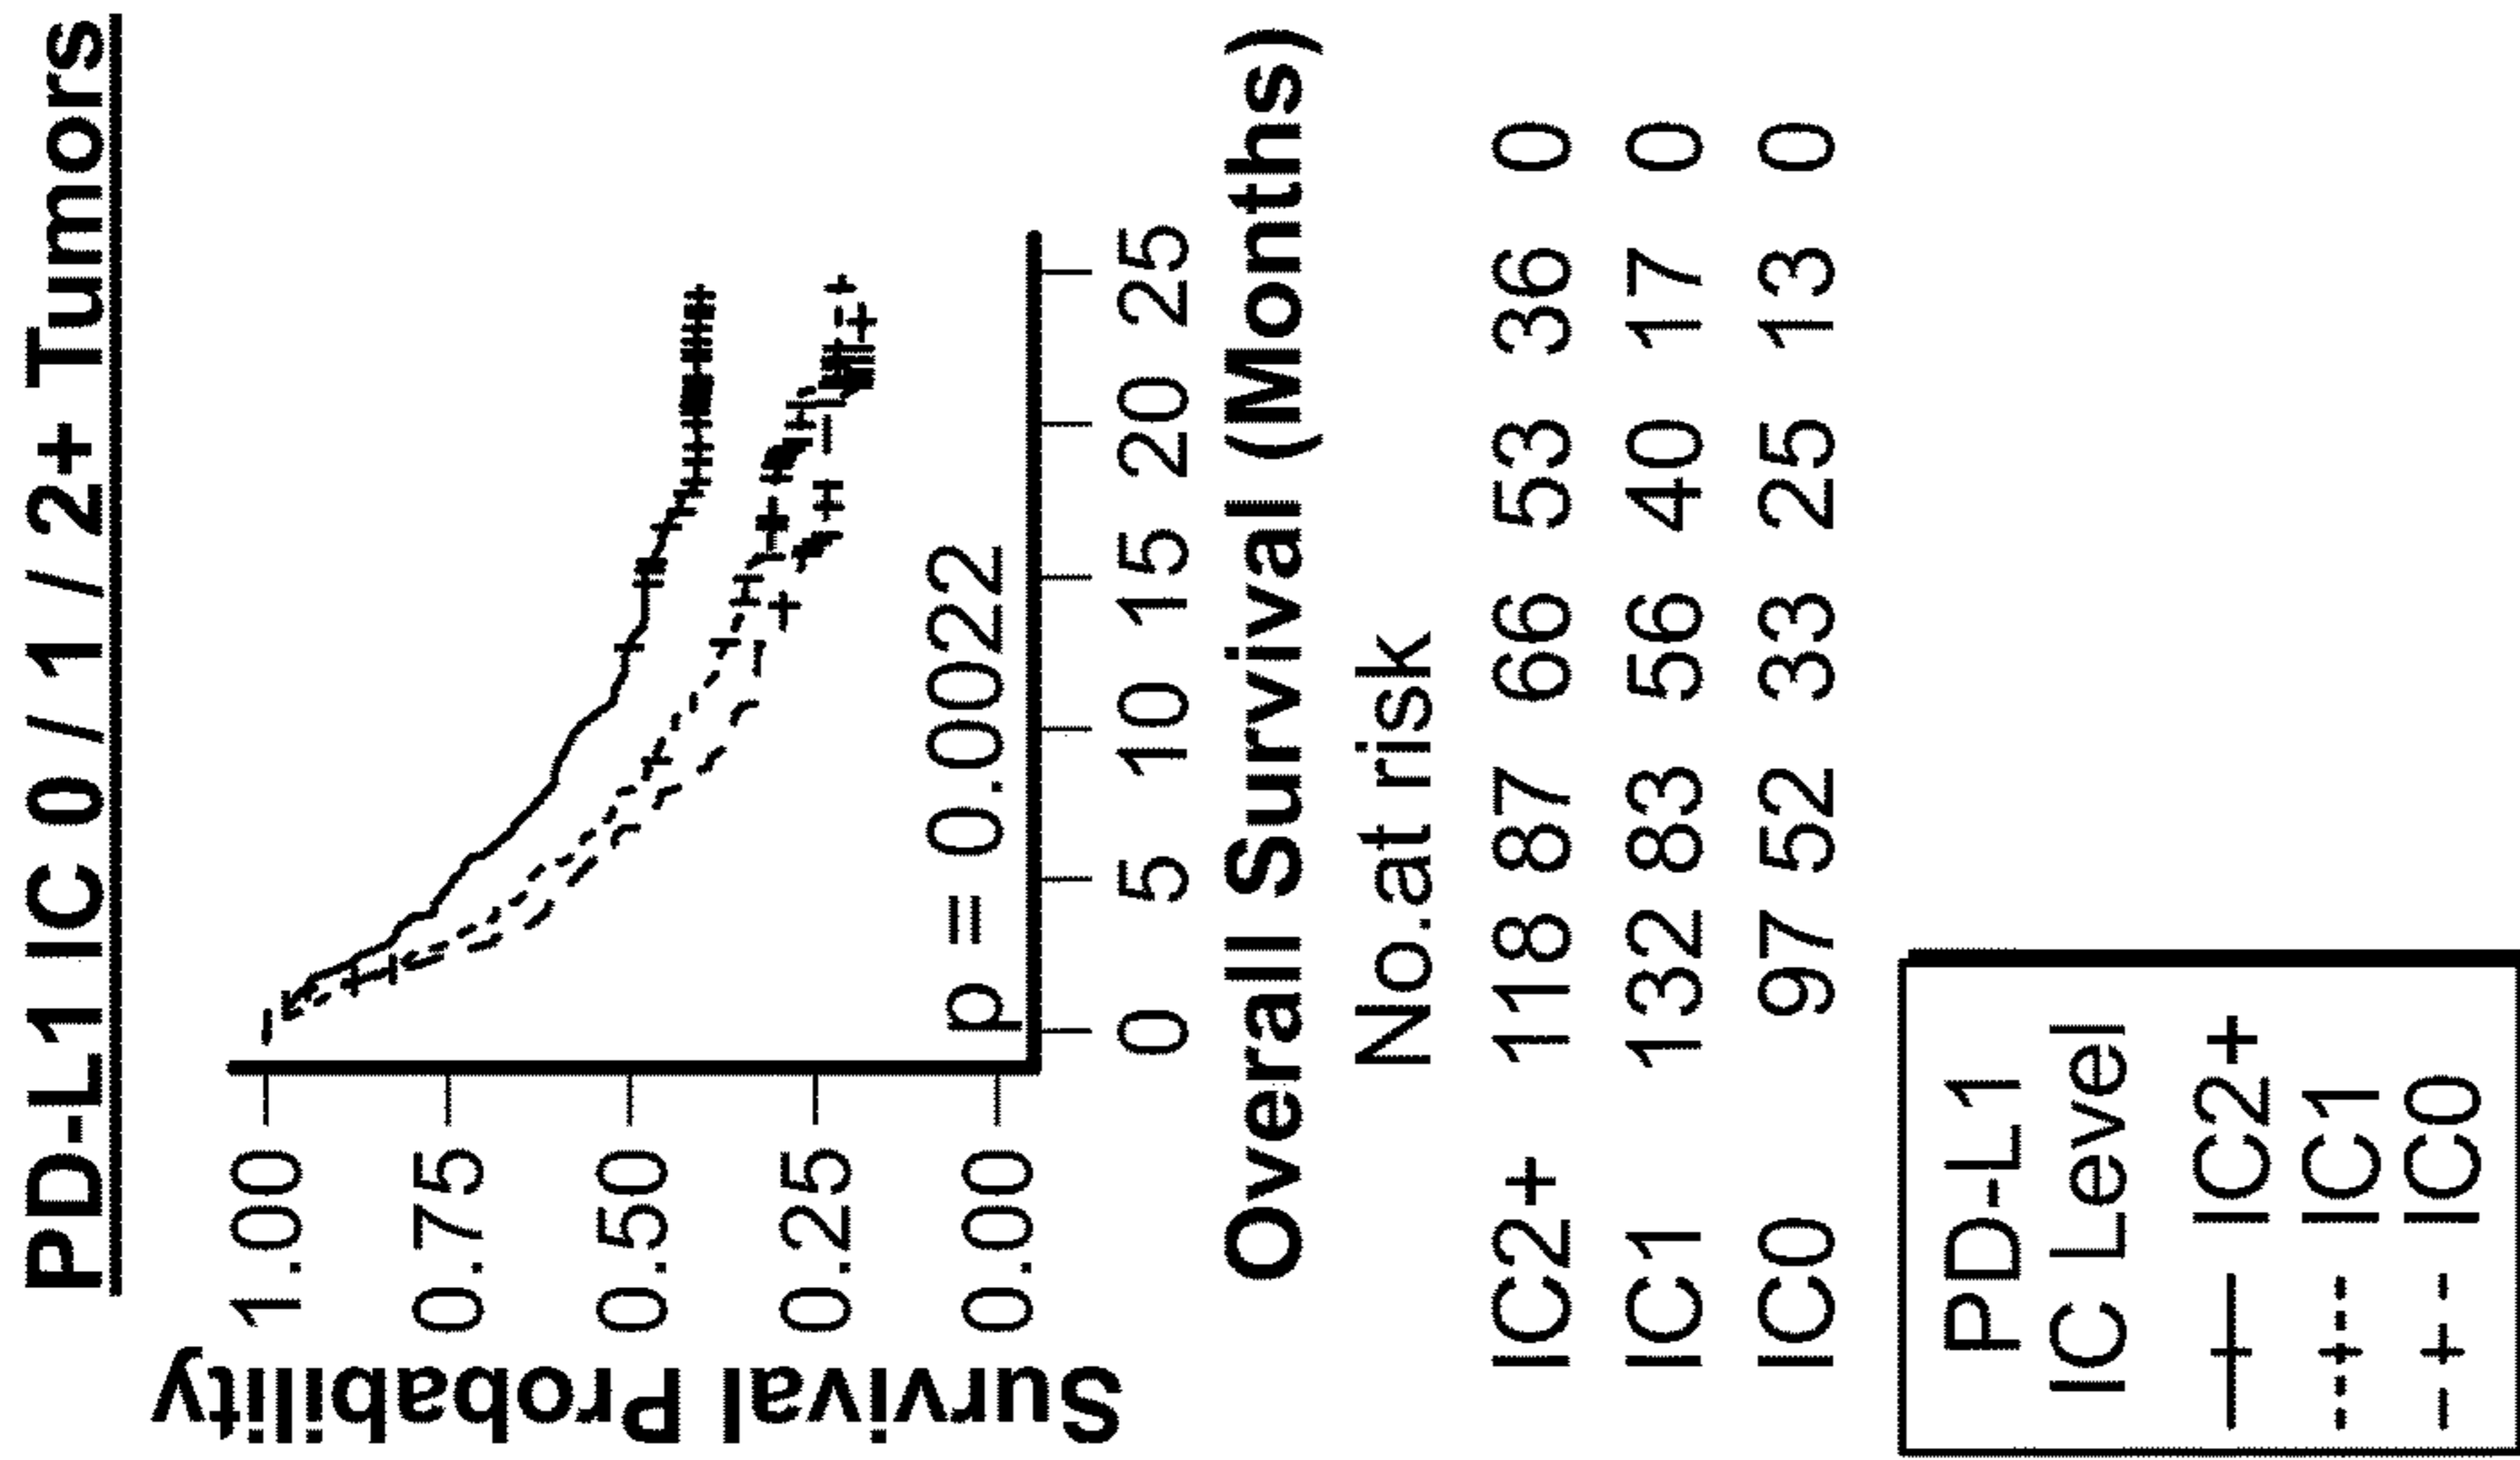 PD-L1 IC 0 / 1 / 2+ Tumors
Survival Probability
1.00
0.75
0.50
0.25
0.00
p = 0.0022
0 5 10 15 20 25
Overall Survival (Months)
No.at risk
IC2+ 118 87 66 53 36 0
IC1 132 83 56 40 17 0
IC0 97 52 33 25 13 0
PD-L1
IC Level
IC2+
IC1
IC0